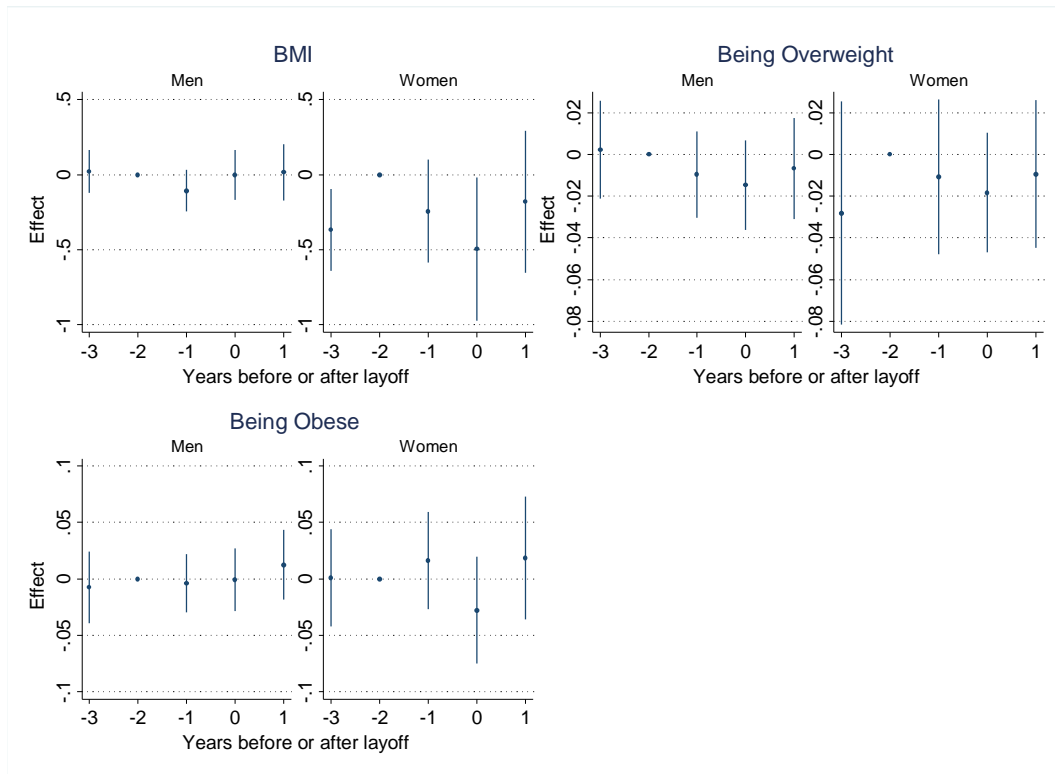 BMI
Men
Women
Effect
.5
0
-.5
-1
.5
0
-.5
-1
-3 -2 -1 0 1
-3 -2 -1 0 1
Years before or after layoff
Being Overweight
Men
Women
Effect
.02
0
-.02
-.04
-.06
-.08
.02
0
-.02
-.04
-.06
-.08
-3 -2 -1 0 1
-3 -2 -1 0 1
Years before or after layoff
Being Obese
Men
Women
Effect
.1
.05
0
-.05
-.1
.1
.05
0
-.05
-.1
-3 -2 -1 0 1
-3 -2 -1 0 1
Years before or after layoff